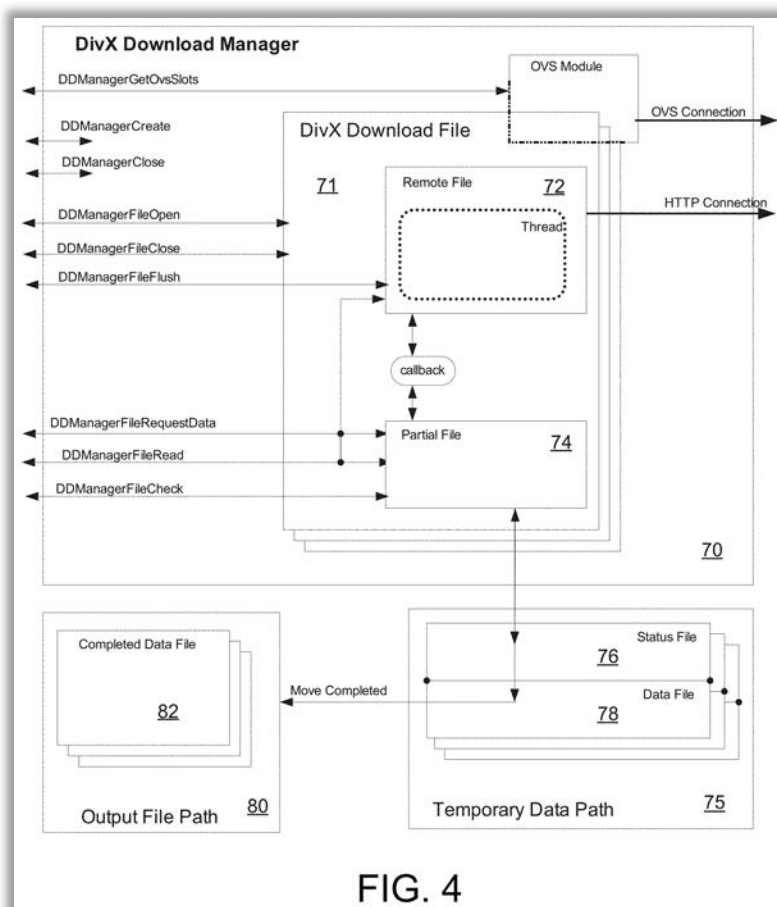 DivX Download Manager
DDManagerGetOvsSlots
OVS Module
OVS Connection
DDManagerCreate
DivX Download File
DDManagerClose
71
Remote File
72
HTTP Connection
DDManagerFileOpen
Thread
DDManagerFileClose
DDManagerFileFlush
callback
DDManagerFileRequestData
Partial File
74
DDManagerFileRead
DDManagerFileCheck
70
Completed Data File
Status File
76
Move Completed
82
Data File
78
Output File Path
80
Temporary Data Path
75
FIG. 4